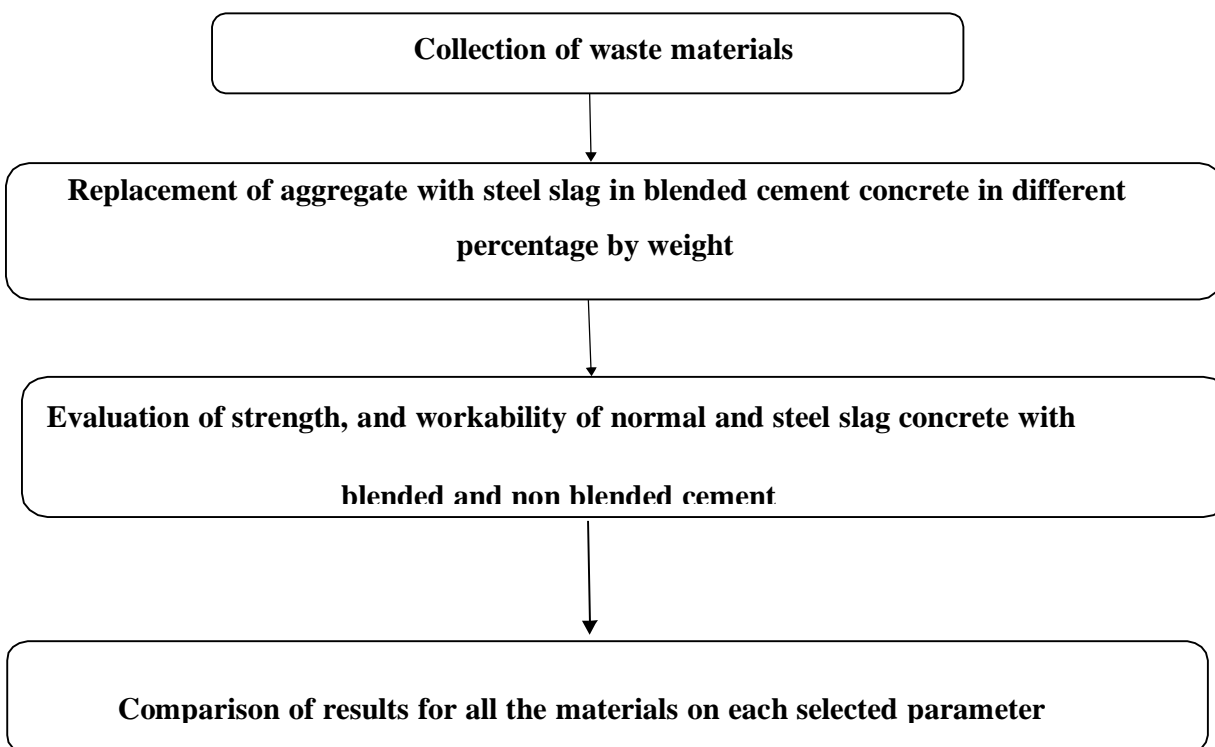 Collection of waste materials
Replacement of aggregate with steel slag in blended cement concrete in different
percentage by weight
Evaluation of strength, and workability of normal and steel slag concrete with
blended and non blended cement
Comparison of results for all the materials on each selected parameter